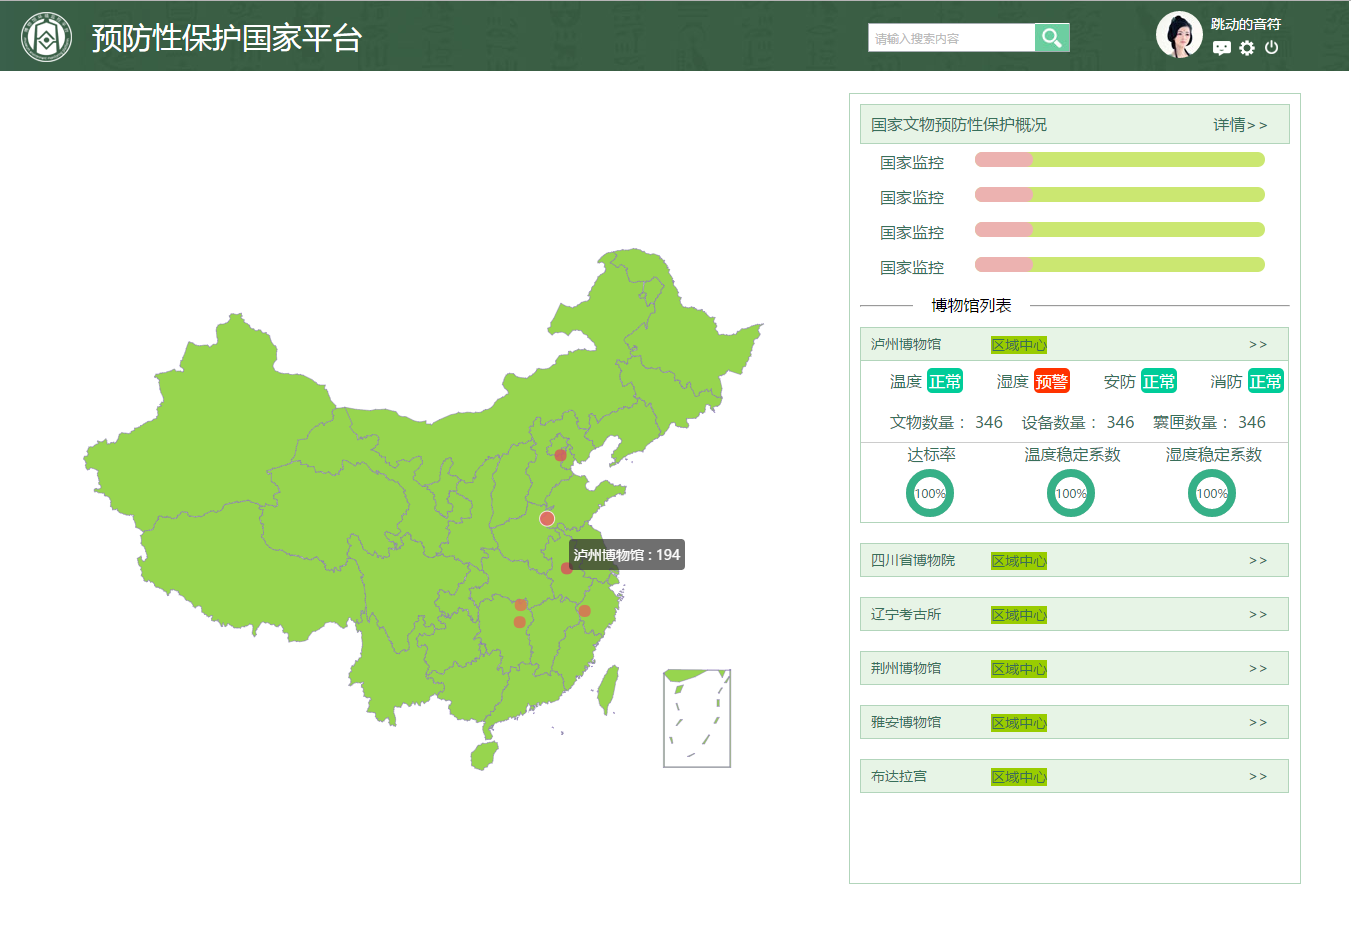 预防性保护国家平台
请输入搜索内容
跳动的音符
国家文物预防性保护概况 详情>>
国家监控
国家监控
国家监控
国家监控
博物馆列表
泸州博物馆 区域中心 >>
温度 正常 湿度 预警 安防 正常 消防 正常
文物数量： 346 设备数量： 346 囊匣数量： 346
达标率 温度稳定系数 湿度稳定系数
100% 100% 100%
泸州博物馆 : 194
四川省博物院 区域中心 >>
辽宁考古所 区域中心 >>
荆州博物馆 区域中心 >>
雅安博物馆 区域中心 >>
布达拉宫 区域中心 >>